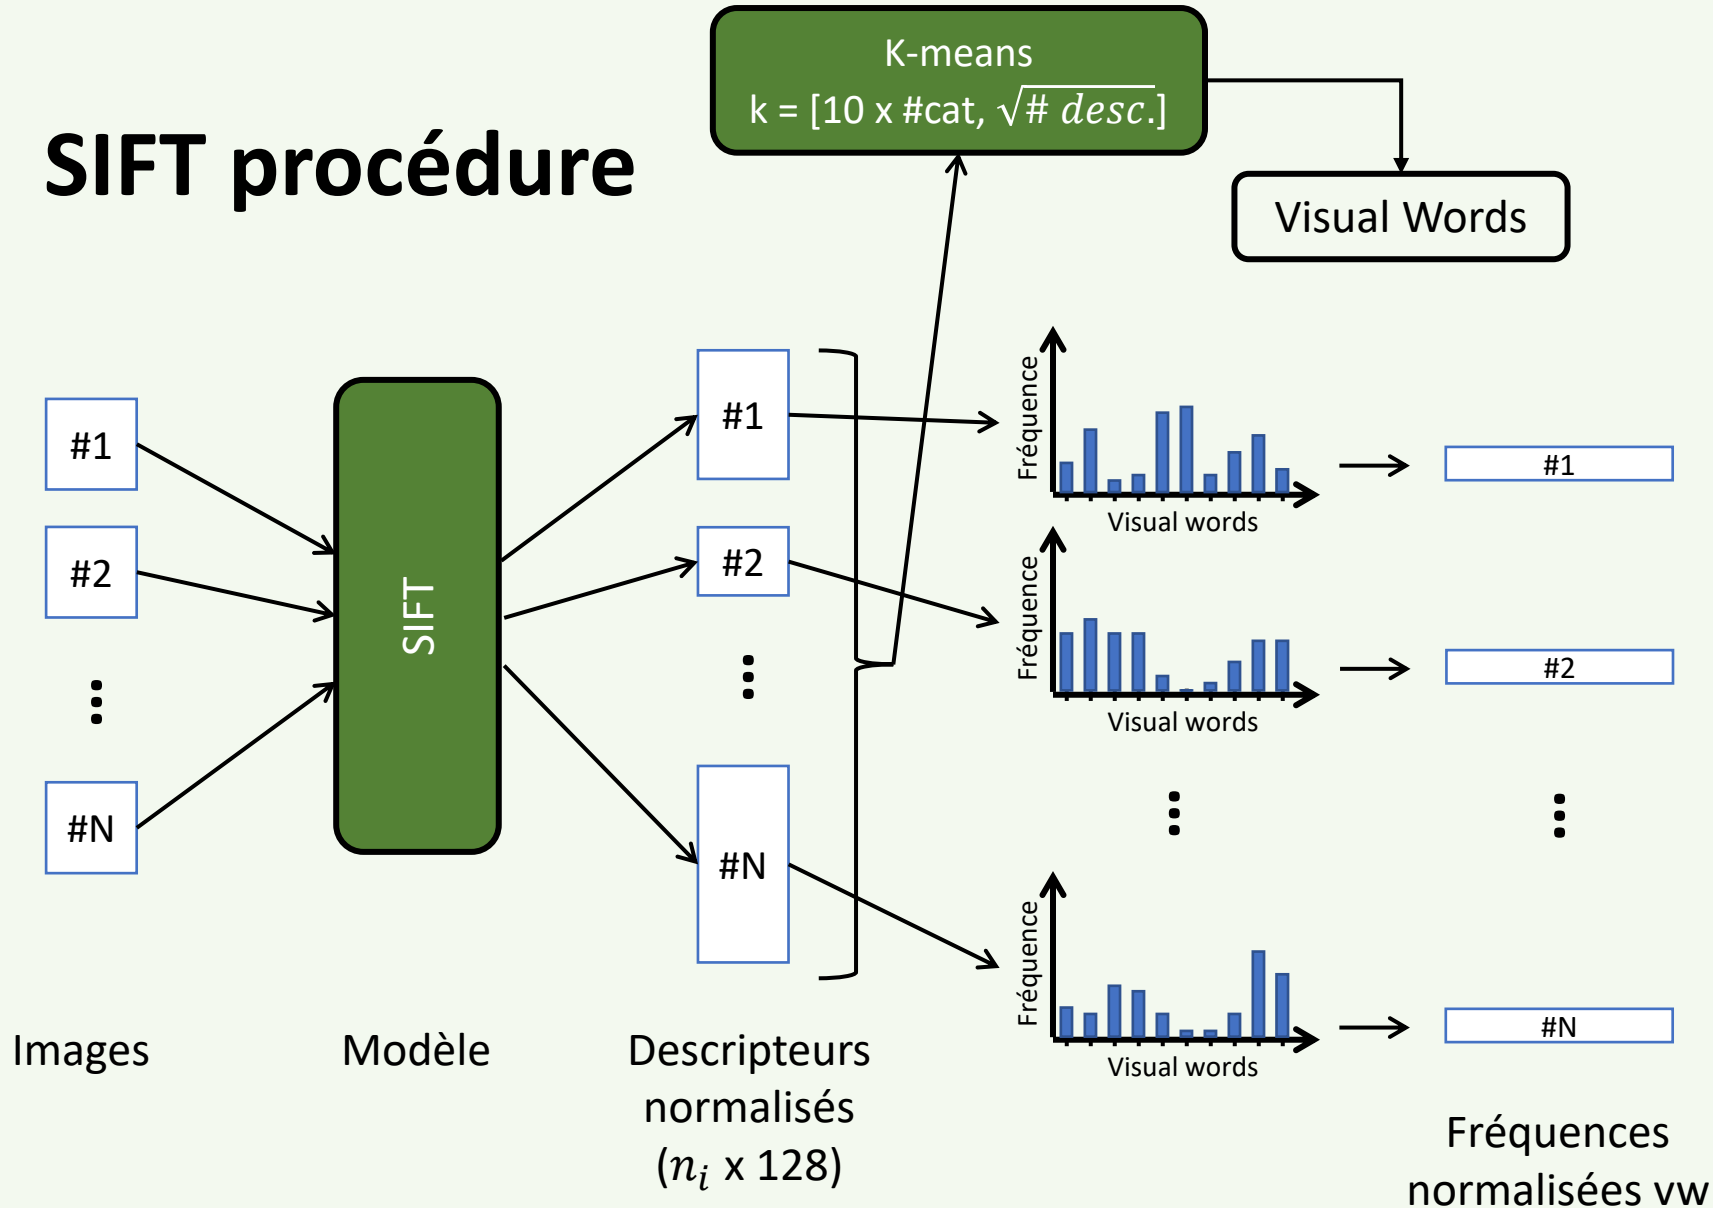 K-means
k = [10 x #cat, √# desc.]
SIFT procédure
Visual Words
#1
#2
#N
SIFT
#1
#2
#N
Fréquence
Visual words
Fréquence
Visual words
Fréquence
Visual words
#1
#2
#N
Images
Modèle
Descripteurs
normalisés
(nᵢ x 128)
Fréquences
normalisées vw